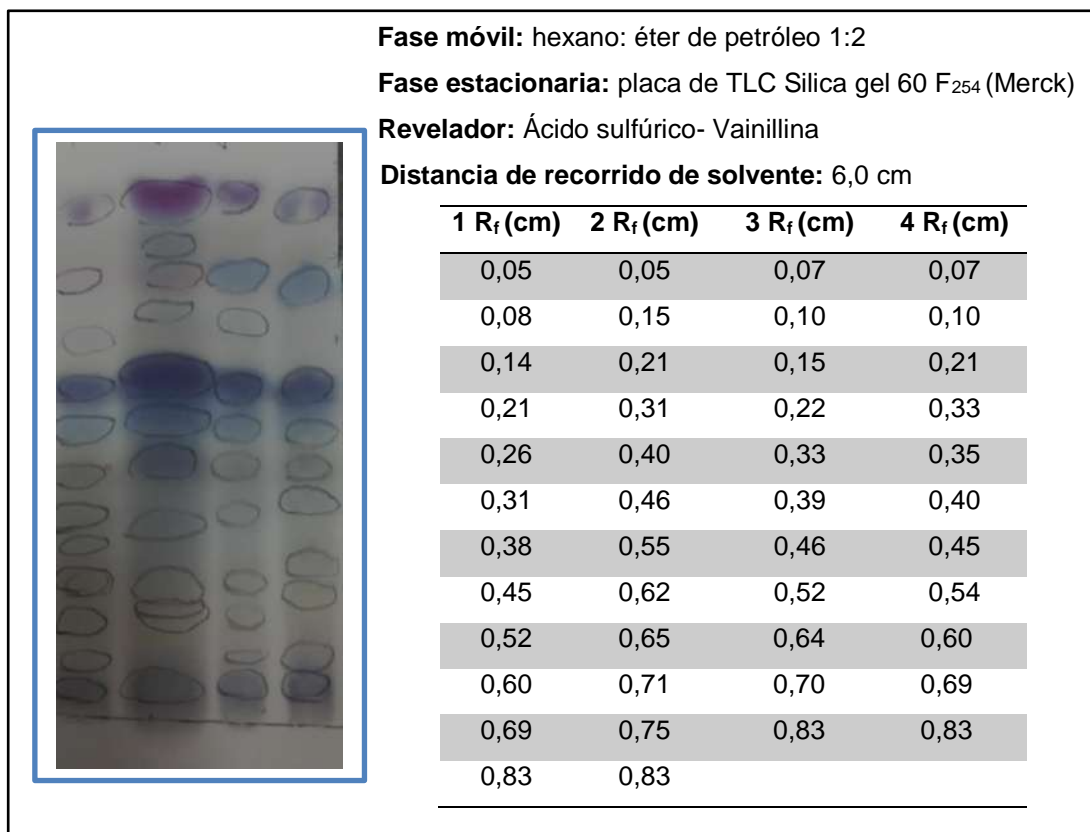 Fase móvil: hexano: éter de petróleo 1:2
Fase estacionaria: placa de TLC Silica gel 60 F254 (Merck)
Revelador: Ácido sulfúrico- Vainillina
Distancia de recorrido de solvente: 6,0 cm
1 Rf (cm) 2 Rf (cm) 3 Rf (cm) 4 Rf (cm)
0,05 0,05 0,07 0,07
0,08 0,15 0,10 0,10
0,14 0,21 0,15 0,21
0,21 0,31 0,22 0,33
0,26 0,40 0,33 0,35
0,31 0,46 0,39 0,40
0,38 0,55 0,46 0,45
0,45 0,62 0,52 0,54
0,52 0,65 0,64 0,60
0,60 0,71 0,70 0,69
0,69 0,75 0,83 0,83
0,83 0,83